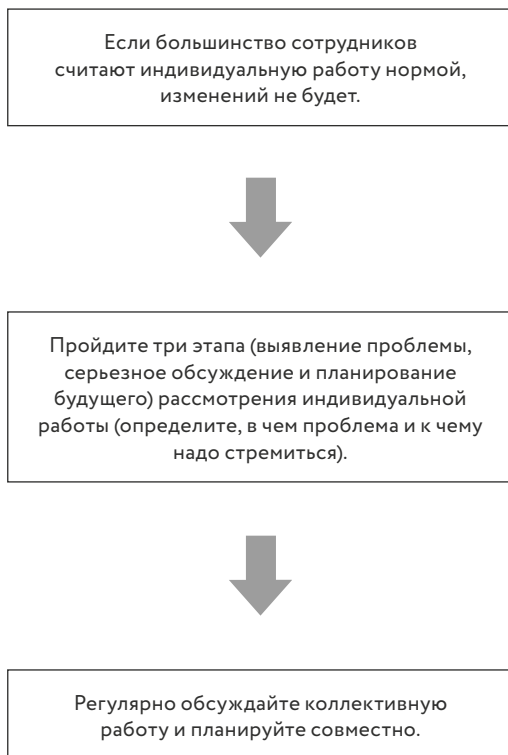 Если большинство сотрудников
считают индивидуальную работу нормой,
изменений не будет.
Пройдите три этапа (выявление проблемы,
серьезное обсуждение и планирование
будущего) рассмотрения индивидуальной
работы (определите, в чем проблема и к чему
надо стремиться).
Регулярно обсуждайте коллективную
работу и планируйте совместно.